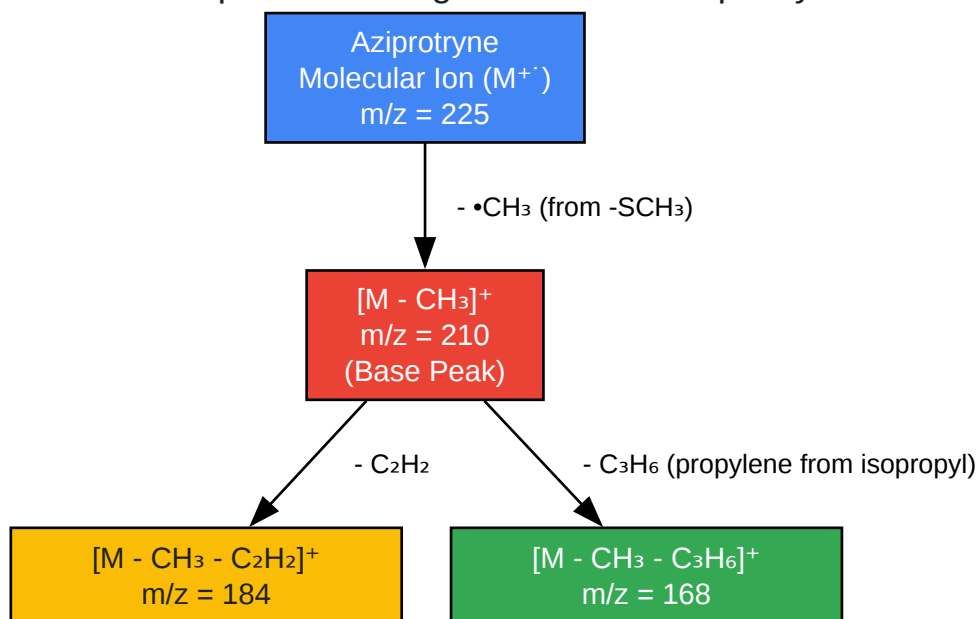 Aziprotryne
Molecular Ion (M⁺˙)
m/z = 225
- •CH₃ (from -SCH₃)
[M - CH₃]⁺
m/z = 210
(Base Peak)
- C₂H₂
- C₃H₆ (propylene from isopropyl)
[M - CH₃ - C₂H₂]⁺
m/z = 184
[M - CH₃ - C₃H₆]⁺
m/z = 168